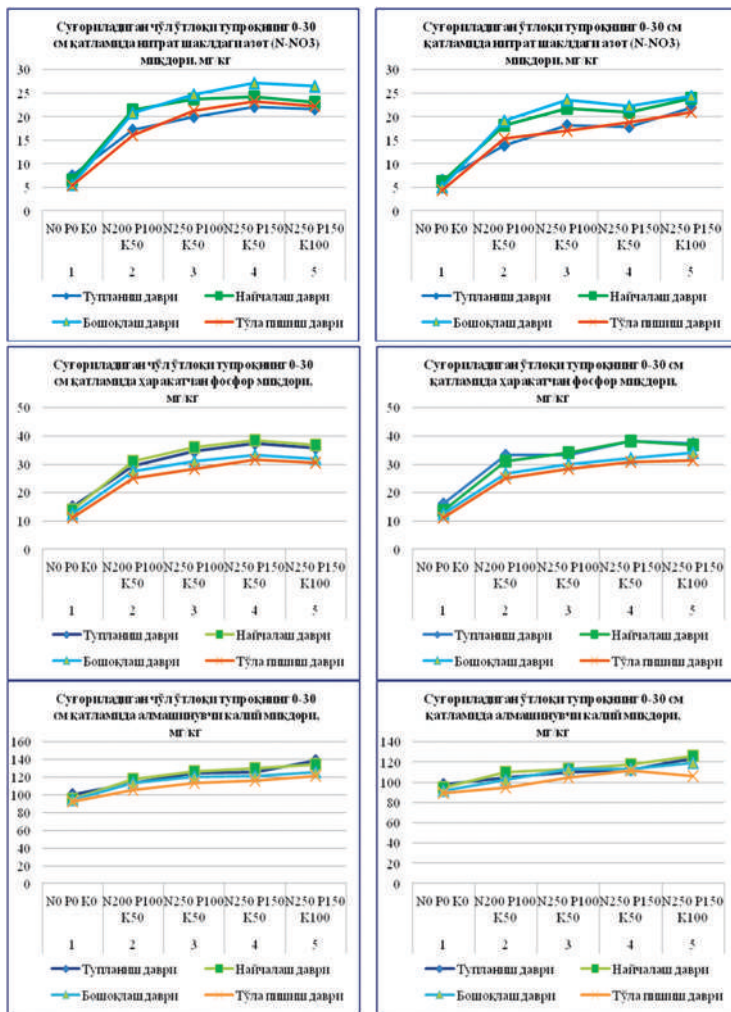 Суғориладиган чўл ўтлоқи тупроқнинг 0-30
см қатламида нитрат шаклдаги азот (N-NO3)
миқдори, мг/кг
30
25
20
15
10
5
0
N0 P0 K0
N200 P100 K50
N250 P100 K50
N250 P150 K50
N250 P150 K100
1
2
3
4
5
Тупланиш даври
Найчалаш даври
Бошоқлаш даври
Тўла пишиш даври
Суғориладиган ўтлоқи тупроқнинг 0-30 см
қатламида нитрат шаклдаги азот (N-NO3)
миқдори, мг/кг
30
25
20
15
10
5
0
N0 P0 K0
N200 P100 K50
N250 P100 K50
N250 P150 K50
N250 P150 K100
1
2
3
4
5
Тупланиш даври
Найчалаш даври
Бошоқлаш даври
Тўла пишиш даври
Суғориладиган чўл ўтлоқи тупроқнинг 0-30
см қатламида ҳаракатчан фосфор миқдори,
мг/кг
50
40
30
20
10
0
N0 P0 K0
N200 P100 K50
N250 P100 K50
N250 P150 K50
N250 P150 K100
1
2
3
4
5
Тупланиш даври
Найчалаш даври
Бошоқлаш даври
Тўла пишиш даври
Суғориладиган ўтлоқи тупроқнинг 0-30 см
қатламида ҳаракатчан фосфор миқдори,
мг/кг
50
40
30
20
10
0
N0 P0 K0
N200 P100 K50
N250 P100 K50
N250 P150 K50
N250 P150 K100
1
2
3
4
5
Тупланиш даври
Найчалаш даври
Бошоқлаш даври
Тўла пишиш даври
Суғориладиган чўл ўтлоқи тупроқнинг 0-30
см қатламида алмашинувчи калий миқдори,
мг/кг
160
140
120
100
80
60
40
20
0
N0 P0 K0
N200 P100 K50
N250 P100 K50
N250 P150 K50
N250 P150 K100
1
2
3
4
5
Тупланиш даври
Найчалаш даври
Бошоқлаш даври
Тўла пишиш даври
Суғориладиган ўтлоқи тупроқнинг 0-30 см
қатламида алмашинувчи калий миқдори,
мг/кг
140
120
100
80
60
40
20
0
N0 P0 K0
N200 P100 K50
N250 P100 K50
N250 P150 K50
N250 P150 K100
1
2
3
4
5
Тупланиш даври
Найчалаш даври
Бошоқлаш даври
Тўла пишиш даври